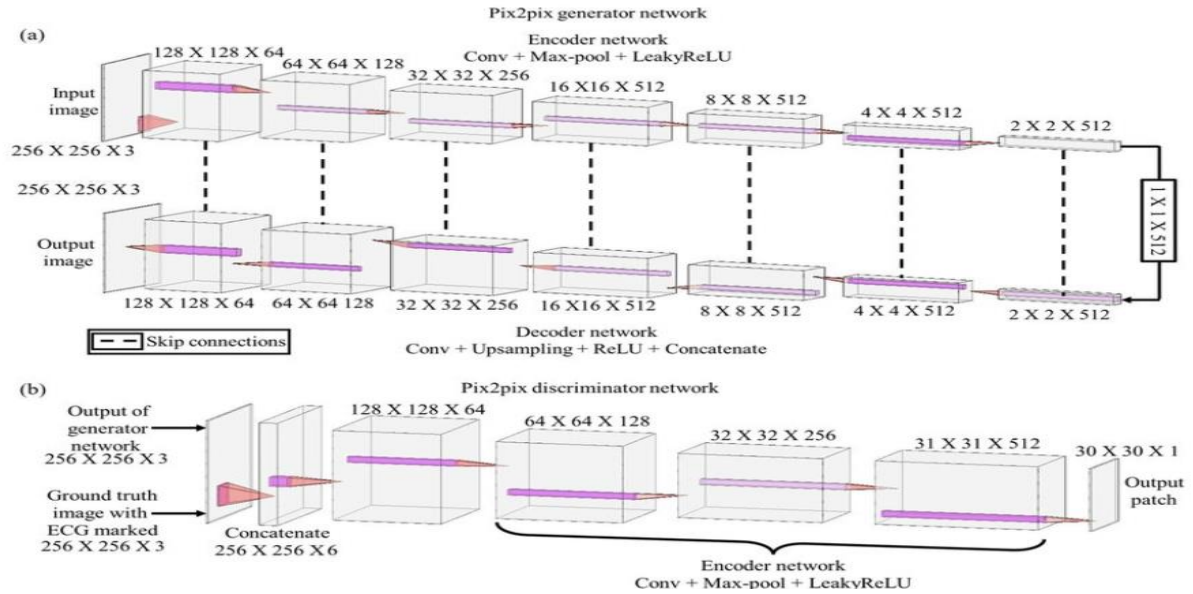 Pix2pix generator network
(a)
Encoder network
Conv + Max-pool + LeakyReLU
128 X 128 X 64
64 X 64 X 128
32 X 32 X 256
16 X16 X 512
8 X 8 X 512
4 X 4 X 512
2 X 2 X 512
Input
image
256 X 256 X 3
1 X 1 X 512
256 X 256 X 3
Output
image
128 X 128 X 64
64 X 64 128
32 X 32 X 256
16 X16 X 512
8 X 8 X 512
4 X 4 X 512
2 X 2 X 512
Decoder network
Conv + Upsampling + ReLU + Concatenate
Skip connections
(b)
Pix2pix discriminator network
Output of
generator
network
256 X 256 X 3
Ground truth
image with
ECG marked
256 X 256 X 3
Concatenate
256 X 256 X 6
128 X 128 X 64
64 X 64 X 128
32 X 32 X 256
31 X 31 X 512
30 X 30 X 1
Output
patch
Encoder network
Conv + Max-pool + LeakyReLU